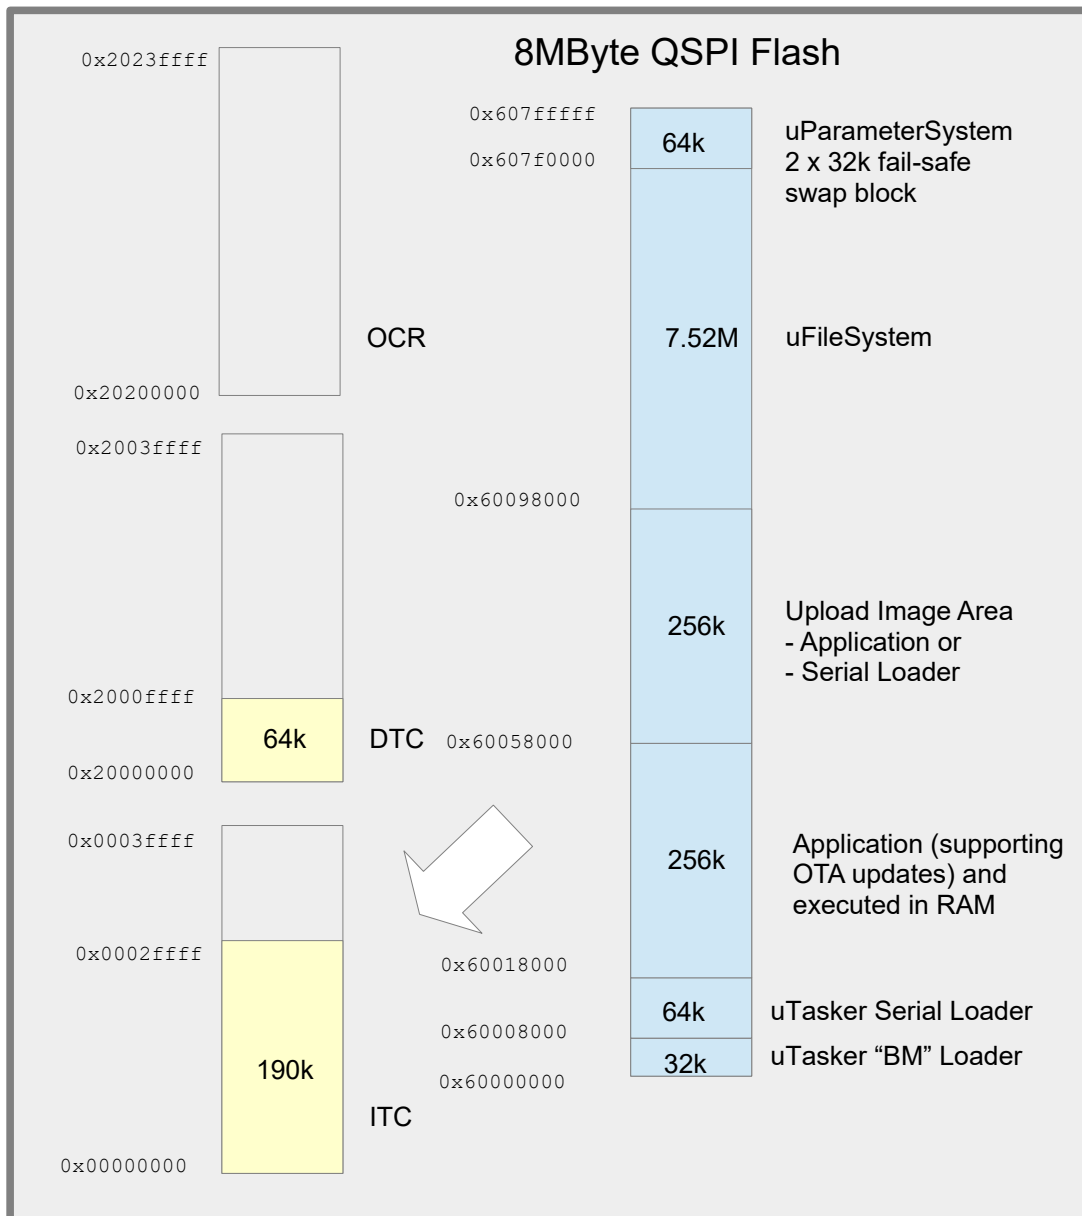 8MByte QSPI Flash
0x2023ffff
OCR
0x20200000
0x2003ffff
0x2000ffff
64k
DTC
0x20000000
0x0003ffff
0x0002ffff
190k
ITC
0x00000000
0x607fffff
64k
0x607f0000
uParameterSystem
2 x 32k fail-safe
swap block
7.52M
uFileSystem
0x60098000
256k
Upload Image Area
- Application or
- Serial Loader
0x60058000
256k
Application (supporting
OTA updates) and
executed in RAM
0x60018000
64k
uTasker Serial Loader
0x60008000
32k
uTasker “BM” Loader
0x60000000